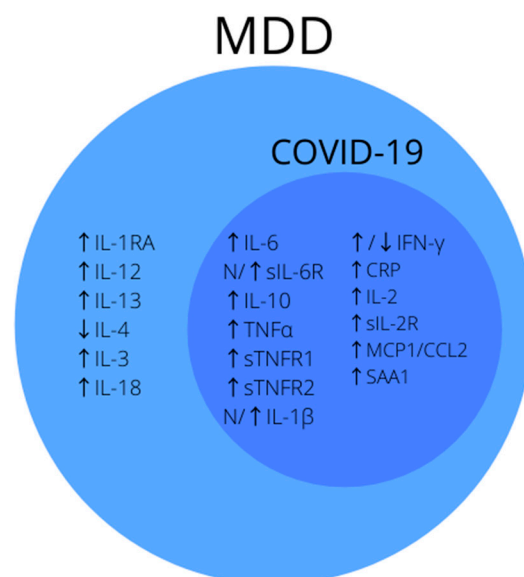 MDD
COVID-19
↑IL-1RA
↑IL-12
↑IL-13
↓IL-4
↑IL-3
↑IL-18
↑IL-6
N/↑sIL-6R
↑IL-10
↑TNFα
↑sTNFR1
↑sTNFR2
N/↑IL-1β
↑/↓IFN-γ
↑CRP
↑IL-2
↑sIL-2R
↑MCP1/CCL2
↑SAA1